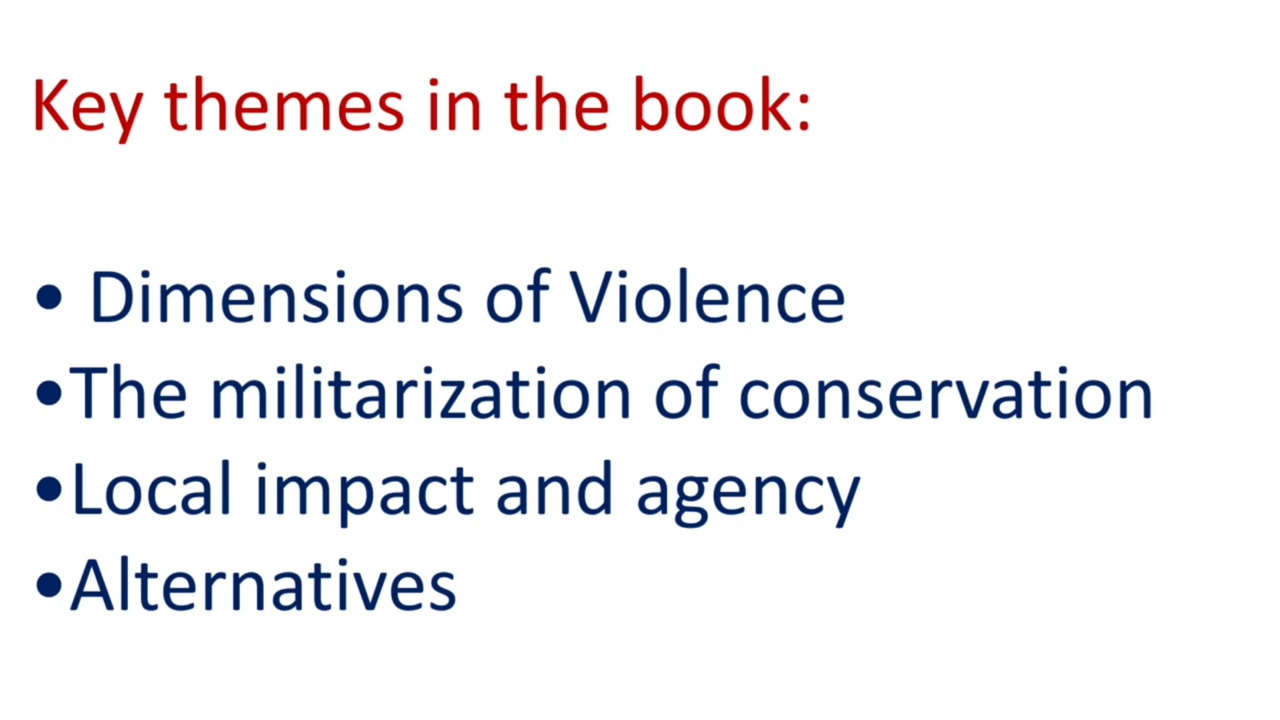 Key themes in the book:
• Dimensions of Violence
•The militarization of conservation
•Local impact and agency
•Alternatives